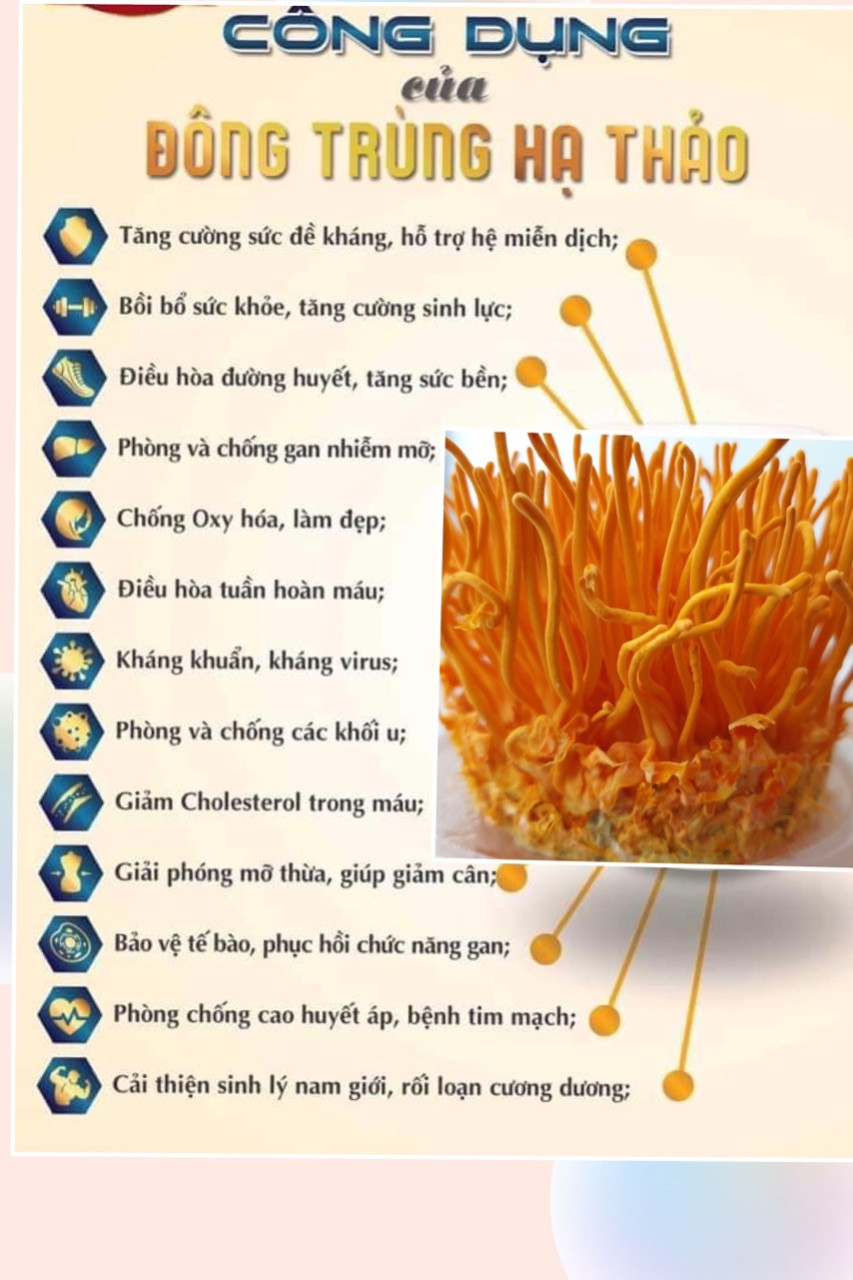 CÔNG DỤNG
của
ĐÔNG TRÙNG HẠ THẢO
Tăng cường sức đề kháng, hỗ trợ hệ miễn dịch;
Bồi bổ sức khỏe, tăng cường sinh lực;
Điều hòa đường huyết, tăng sức bền;
Phòng và chống gan nhiễm mỡ;
Chống Oxy hóa, làm đẹp;
Điều hòa tuần hoàn máu;
Kháng khuẩn, kháng virus;
Phòng và chống các khối u;
Giảm Cholesterol trong máu;
Giải phóng mỡ thừa, giúp giảm cân;
Bảo vệ tế bào, phục hồi chức năng gan;
Phòng chống cao huyết áp, bệnh tim mạch;
Cải thiện sinh lý nam giới, rối loạn cương dương;